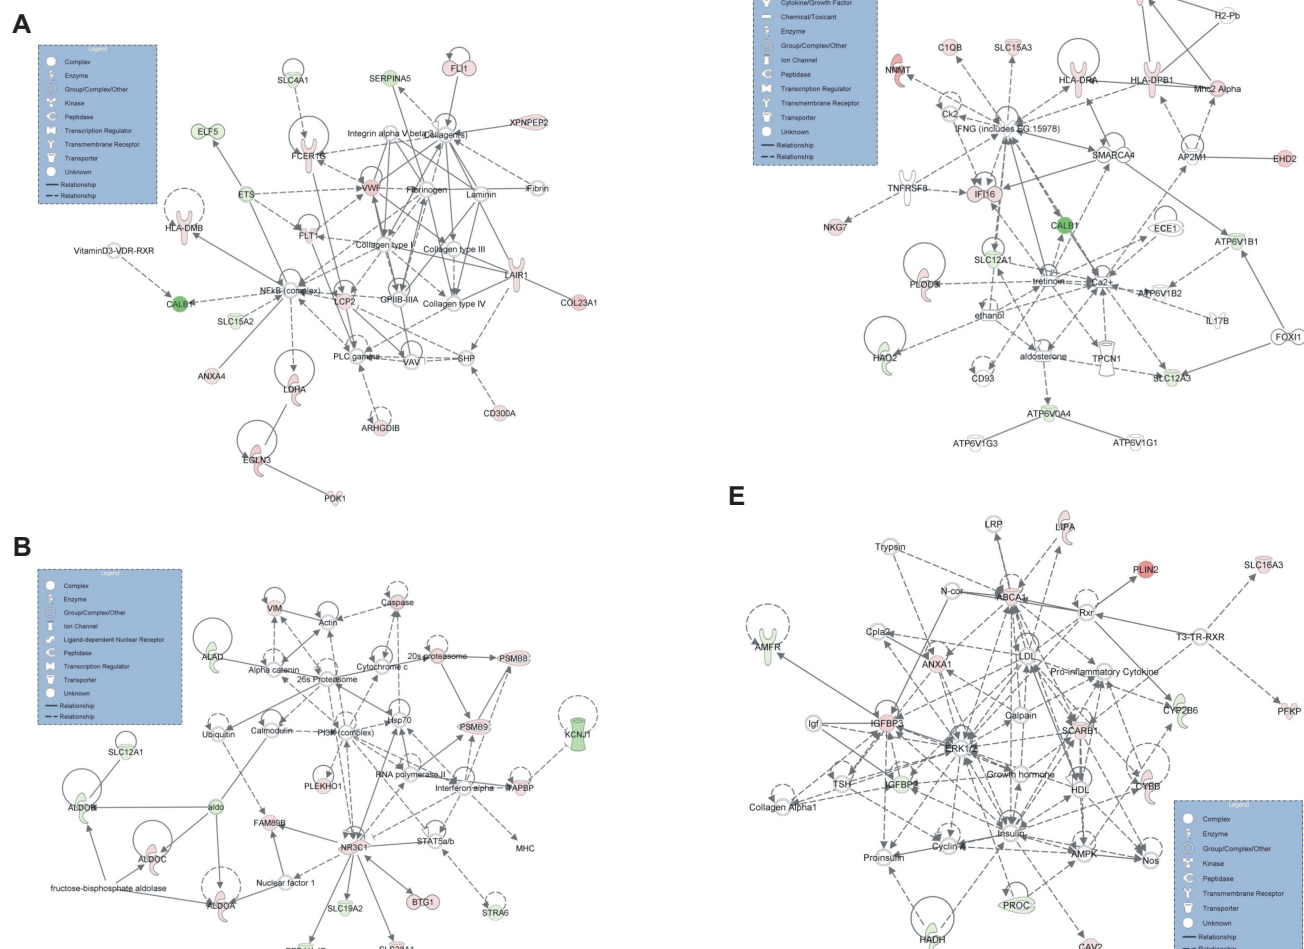 A
Legend
Complex
Enzyme
Group/Complex/Other
Kinase
Peptidase
Transcription Regulator
Transmembrane Receptor
Transporter
Unknown
Relationship
Relationship
SLC4A1
SERPINA5
FLI1
ELF5
FCER1G
Integrin alpha V beta 3
Collagen(s)
XPNPEP2
ETS
VWF
Fibrinogen
Laminin
Fibrin
HLA-DMB
FLT1
Collagen type I
Collagen type III
VitaminD3-VDR-RXR
LAIR1
CALB1
NFkB (complex)
LCP2
GPIIB-IIIA
Collagen type IV
COL23A1
SLC15A2
PLC gamma
VAV
SHP
ANXA4
LDHA
ARHGDIB
CD300A
EGLN3
PDK1
Cytokine/Growth Factor
Chemical/Toxicant
Enzyme
Group/Complex/Other
Ion Channel
Peptidase
Transcription Regulator
Transmembrane Receptor
Transporter
Unknown
Relationship
Relationship
H2-Pb
C1QB
SLC15A3
NNMT
HLA-DRA
HLA-DPB1
Mhc2 Alpha
Ck2
IFNG (includes EG:15978)
SMARCA4
AP2M1
EHD2
TNFRSF8
IFI16
NKG7
CALB1
ECE1
SLC12A1
ATP6V1B1
PLOD3
tretinoin
Ca2+
ATP6V1B2
ethanol
IL17B
FOXI1
HAO2
aldosterone
TPCN1
CD93
SLC12A3
ATP6V0A4
ATP6V1G3
ATP6V1G1
B
Legend
Complex
Enzyme
Group/Complex/Other
Ion Channel
Ligand-dependent Nuclear Receptor
Peptidase
Transcription Regulator
Transporter
Unknown
Relationship
Relationship
VIM
Caspase
Actin
ALAD
Alpha catenin
Cytochrome c
20s proteasome
PSMB8
26s Proteasome
Ubiquitin
Calmodulin
PI3K (complex)
Hsp70
PSMB9
KCNJ1
SLC12A1
RNA polymerase II
PLEKHO1
Interferon alpha
TAPBP
ALDOB
aldo
FAM89B
STAT5a/b
MHC
ALDOC
NR3C1
fructose-bisphosphate aldolase
Nuclear factor 1
ALDOA
SLC19A2
BTG1
STRA6
SLC38A1
E
LRP
LIPA
Trypsin
PLIN2
SLC16A3
N-cor
ABCA1
Rxr
AMFR
Cpla2
T3-TR-RXR
ANXA1
LDL
Pro-inflammatory Cytokine
Igf
IGFBP3
Calpain
CYP2B6
PFKP
SCARB1
ERK1/2
TSH
Growth hormone
HDL
CYBB
Collagen Alpha1
Insulin
Proinsulin
Cyclin A
AMPK
Nos
PROC
HADH
CAV2
Legend
Complex
Enzyme
Group/Complex/Other
Kinase
Peptidase
Transmembrane Receptor
Transporter
Unknown
Relationship
Relationship